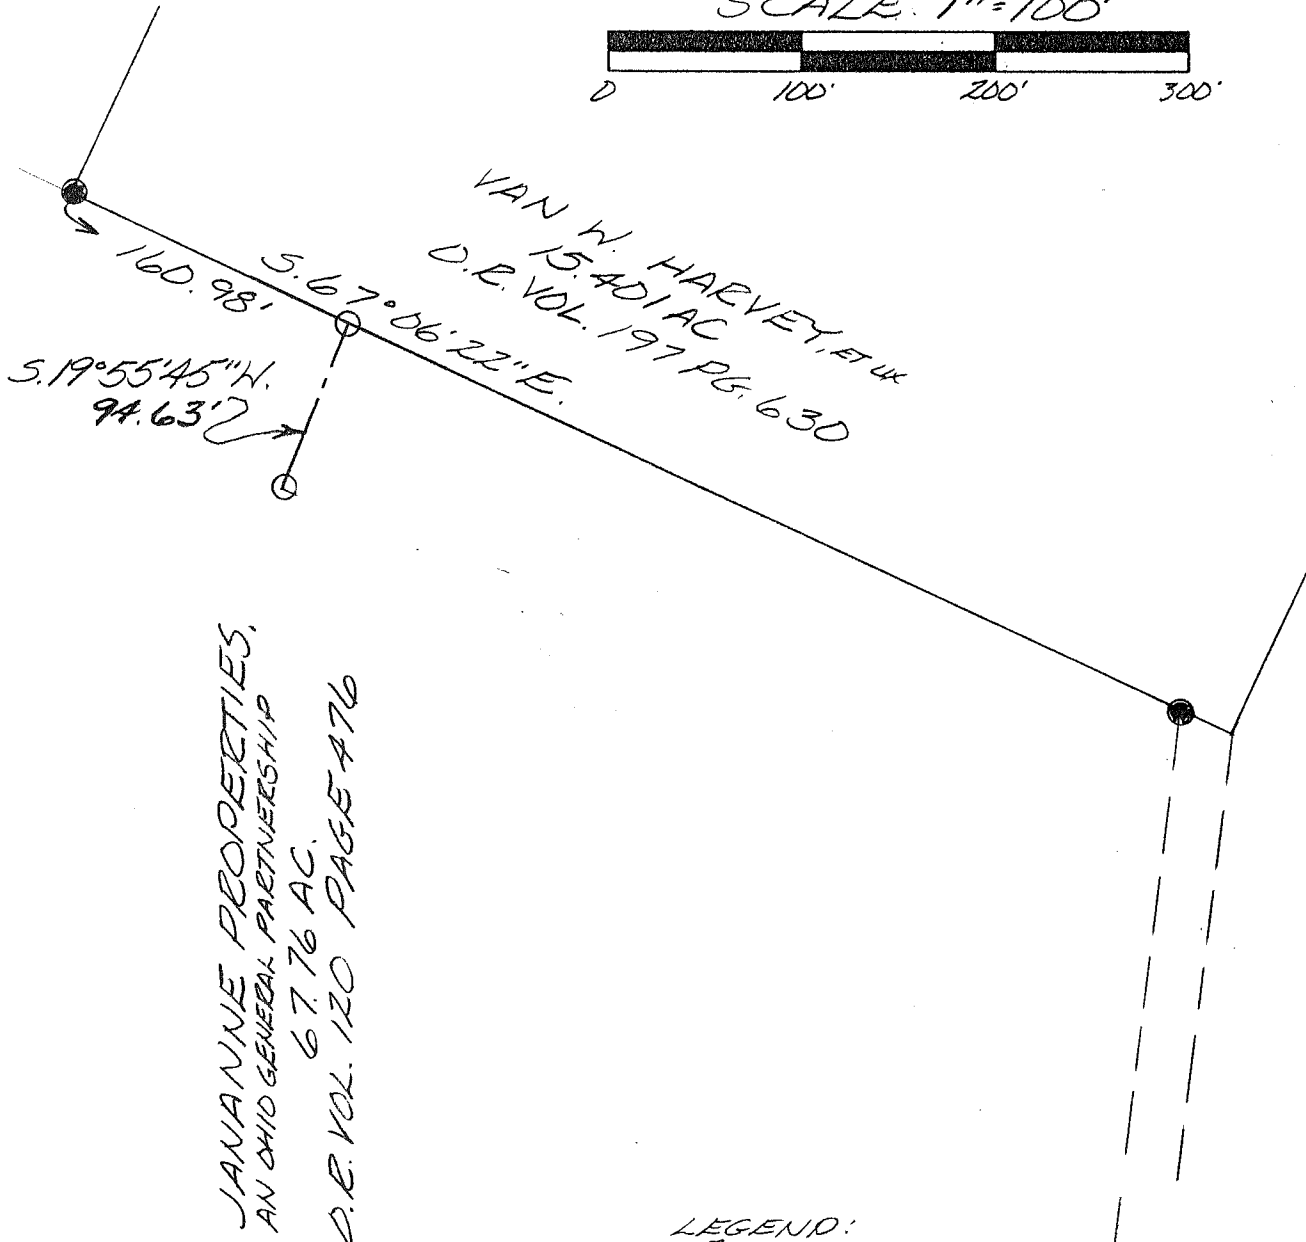 SCALE: 1"=100'
0 100' 200' 300'
VAN W. HARVEY, ET UX
15.401 AC
O.R. VOL. 197 PG. 630
160.98'
S.67°06'22"E.
S.19°55'45"W.
94.63'
JANANNE PROPERTIES,
AN OHIO GENERAL PARTNERSHIP
67.76 AC.
O.R. VOL. 120 PAGE 476
LEGEND: